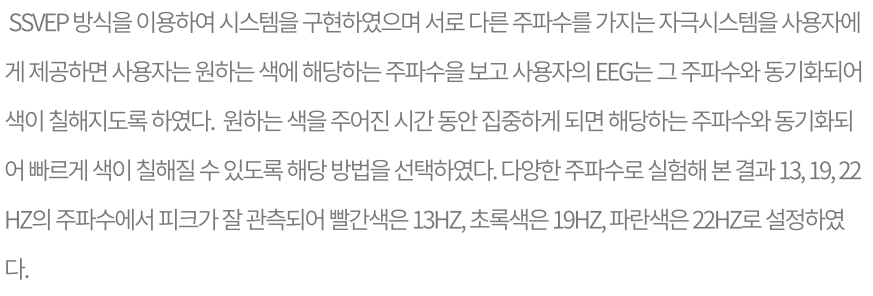 SSVEP 방식을 이용하여 시스템을 구현하였으며 서로 다른 주파수를 가지는 자극시스템을 사용자에
게 제공하면 사용자는 원하는 색에 해당하는 주파수을 보고 사용자의 EEG는 그 주파수와 동기화되어
색이 칠해지도록 하였다. 원하는 색을 주어진 시간 동안 집중하게 되면 해당하는 주파수와 동기화되
어 빠르게 색이 칠해질 수 있도록 해당 방법을 선택하였다. 다양한 주파수로 실험해 본 결과 13, 19, 22
HZ의 주파수에서 피크가 잘 관측되어 빨간색은 13HZ, 초록색은 19HZ, 파란색은 22HZ로 설정하였
다.